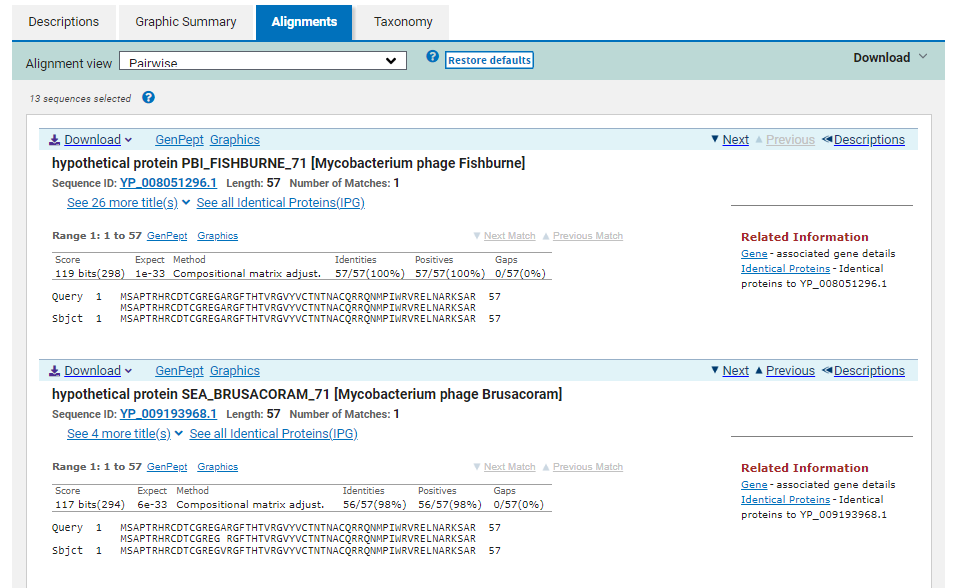 Descriptions
Graphic Summary
Alignments
Taxonomy
Alignment view Pairwise ? Restore defaults Download
13 sequences selected ?
Download GenPept Graphics Next Previous Descriptions
hypothetical protein PBI_FISHBURNE_71 [Mycobacterium phage Fishburne]
Sequence ID: YP_008051296.1 Length: 57 Number of Matches: 1
See 26 more title(s) See all Identical Proteins(IPG)
Range 1: 1 to 57 GenPept Graphics Next Match Previous Match
Score Expect Method Identities Positives Gaps
119 bits(298) 1e-33 Compositional matrix adjust. 57/57(100%) 57/57(100%) 0/57(0%)
Query 1 MSAPTRHRCDTCGREGARGFTHTVRGVYVCTNTNACQRRQNMPIWRVRELNARKSAR 57
MSAPTRHRCDTCGREGARGFTHTVRGVYVCTNTNACQRRQNMPIWRVRELNARKSAR
Sbjct 1 MSAPTRHRCDTCGREGARGFTHTVRGVYVCTNTNACQRRQNMPIWRVRELNARKSAR 57
Related Information
Gene - associated gene details
Identical Proteins - Identical
proteins to YP_008051296.1
Download GenPept Graphics Next Previous Descriptions
hypothetical protein SEA_BRUSACORAM_71 [Mycobacterium phage Brusacoram]
Sequence ID: YP_009193968.1 Length: 57 Number of Matches: 1
See 4 more title(s) See all Identical Proteins(IPG)
Range 1: 1 to 57 GenPept Graphics Next Match Previous Match
Score Expect Method Identities Positives Gaps
117 bits(294) 6e-33 Compositional matrix adjust. 56/57(98%) 56/57(98%) 0/57(0%)
Query 1 MSAPTRHRCDTCGREGARGFTHTVRGVYVCTNTNACQRRQNMPIWRVRELNARKSAR 57
MSAPTRHRCDTCGREG RGFTHTVRGVYVCTNTNACQRRQNMPIWRVRELNARKSAR
Sbjct 1 MSAPTRHRCDTCGREGVRGFTHTVRGVYVCTNTNACQRRQNMPIWRVRELNARKSAR 57
Related Information
Gene - associated gene details
Identical Proteins - Identical
proteins to YP_009193968.1